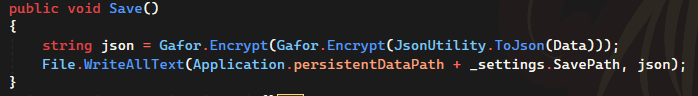 public void Save()
{
string json = Gafor.Encrypt(Gafor.Encrypt(JsonUtility.ToJson(Data)));
File.WriteAllText(Application.persistentDataPath + _settings.SavePath, json);
}